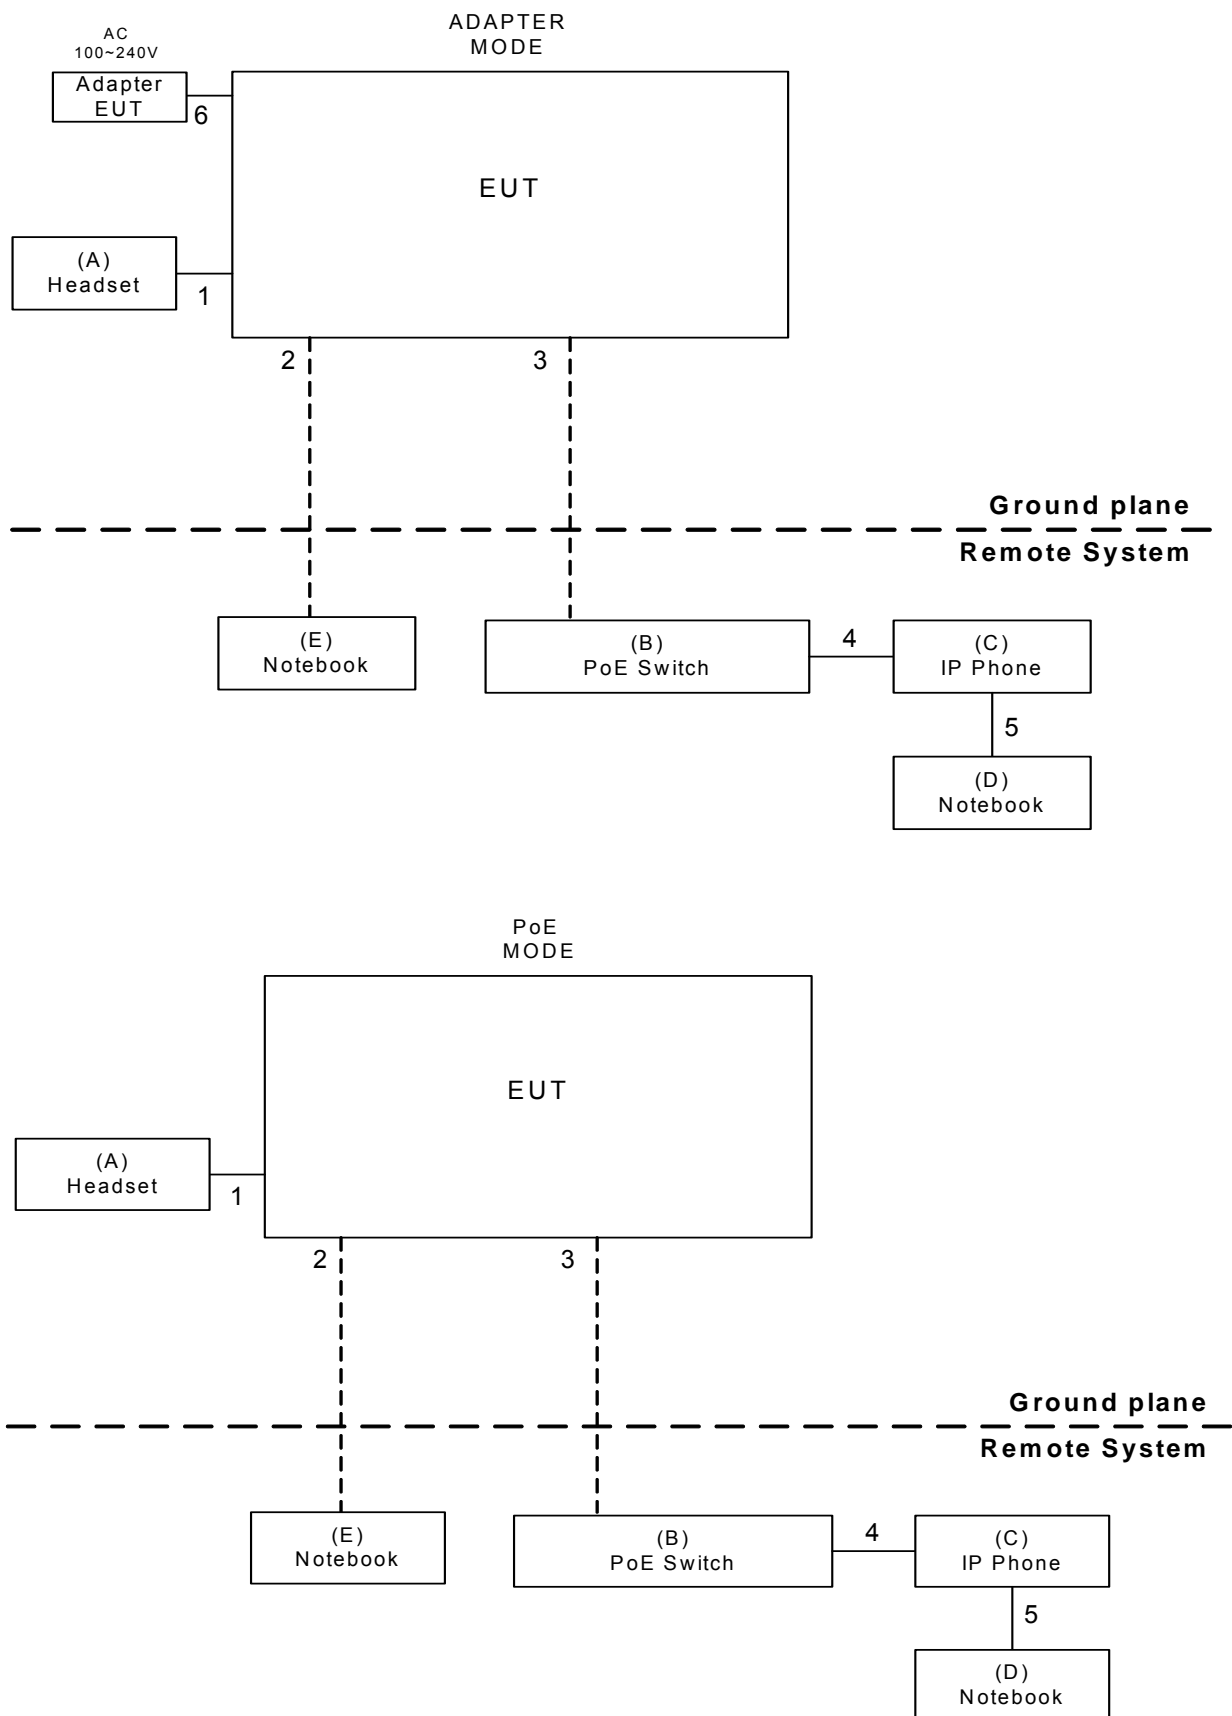 ADAPTER
MODE
AC
100~240V
Adapter
EUT
6
EUT
(A)
Headset
1
2
3
Ground plane
Remote System
(E)
Notebook
(B)
PoE Switch
4
(C)
IP Phone
5
(D)
Notebook
PoE
MODE
EUT
(A)
Headset
1
2
3
Ground plane
Remote System
(E)
Notebook
(B)
PoE Switch
4
(C)
IP Phone
5
(D)
Notebook